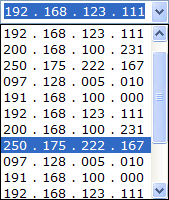 192 . 168 . 123 . 111
192 . 168 . 123 . 111
200 . 168 . 100 . 231
250 . 175 . 222 . 167
097 . 128 . 005 . 010
191 . 168 . 100 . 000
192 . 168 . 123 . 111
200 . 168 . 100 . 231
250 . 175 . 222 . 167
097 . 128 . 005 . 010
191 . 168 . 100 . 000
192 . 168 . 123 . 111